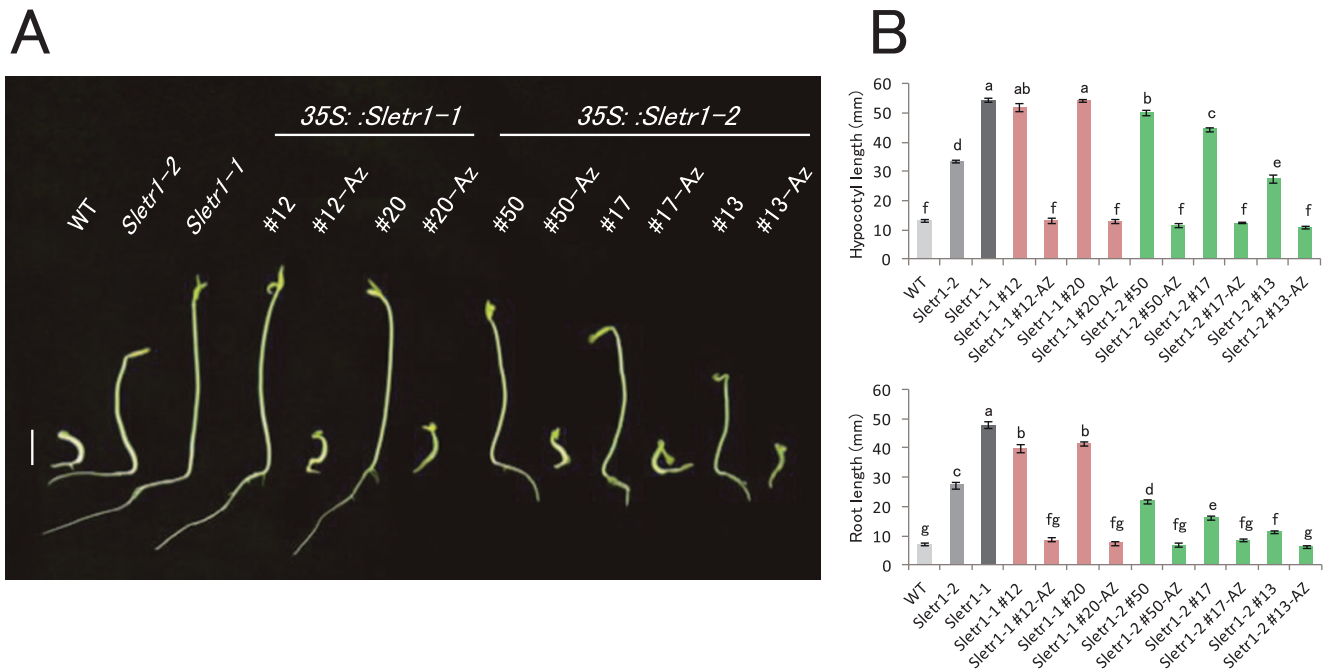 A
35S: :Sletr1-1
35S: :Sletr1-2
WT
Sletr1-2
Sletr1-1
#12
#12-Az
#20
#20-Az
#50
#50-Az
#17
#17-Az
#13
#13-Az
B
Hypocotyl length (mm)
60
50
40
30
20
10
0
f
d
a
ab
f
a
f
b
f
c
f
e
f
WT
Sletr1-2
Sletr1-1
Sletr1-1 #12
Sletr1-1 #12-AZ
Sletr1-1 #20
Sletr1-1 #20-AZ
Sletr1-2 #50
Sletr1-2 #50-AZ
Sletr1-2 #17
Sletr1-2 #17-AZ
Sletr1-2 #13
Sletr1-2 #13-AZ
Root length (mm)
60
50
40
30
20
10
0
g
c
a
b
fg
b
fg
d
fg
e
fg
f
g
WT
Sletr1-2
Sletr1-1
Sletr1-1 #12
Sletr1-1 #12-AZ
Sletr1-1 #20
Sletr1-1 #20-AZ
Sletr1-2 #50
Sletr1-2 #50-AZ
Sletr1-2 #17
Sletr1-2 #17-AZ
Sletr1-2 #13
Sletr1-2 #13-AZ